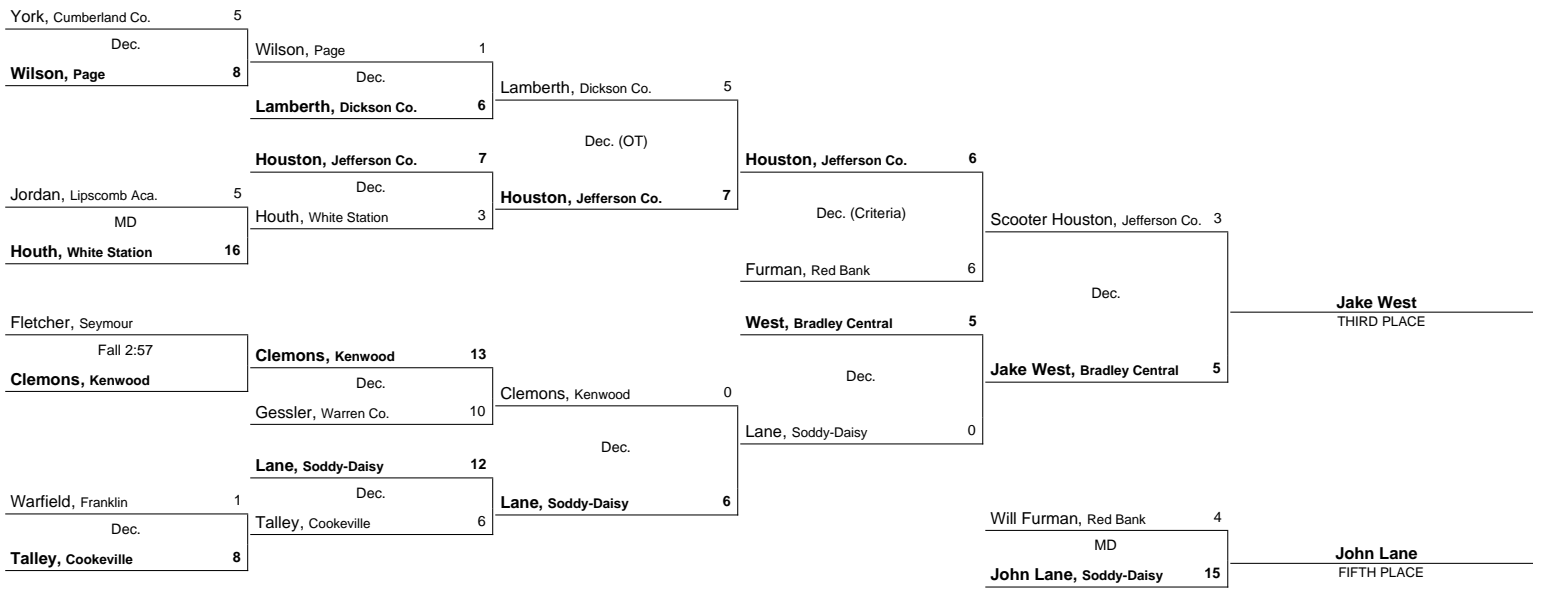 York, Cumberland Co. 5
Dec.
Wilson, Page 8
Jordan, Lipscomb Aca. 5
MD
Houth, White Station 16
Fletcher, Seymour
Fall 2:57
Clemons, Kenwood
Warfield, Franklin 1
Dec.
Talley, Cookeville 8
Wilson, Page 1
Dec.
Lamberth, Dickson Co. 6
Houston, Jefferson Co. 7
Dec.
Houth, White Station 3
Clemons, Kenwood 13
Dec.
Gessler, Warren Co. 10
Lane, Soddy-Daisy 12
Dec.
Talley, Cookeville 6
Lamberth, Dickson Co. 5
Dec. (OT)
Houston, Jefferson Co. 7
Clemons, Kenwood 0
Dec.
Lane, Soddy-Daisy 6
Houston, Jefferson Co. 6
Dec. (Criteria)
Furman, Red Bank 6
West, Bradley Central 5
Dec.
Lane, Soddy-Daisy 0
Scooter Houston, Jefferson Co. 3
Dec.
Jake West, Bradley Central 5
Jake West
THIRD PLACE
Will Furman, Red Bank 4
MD
John Lane, Soddy-Daisy 15
John Lane
FIFTH PLACE